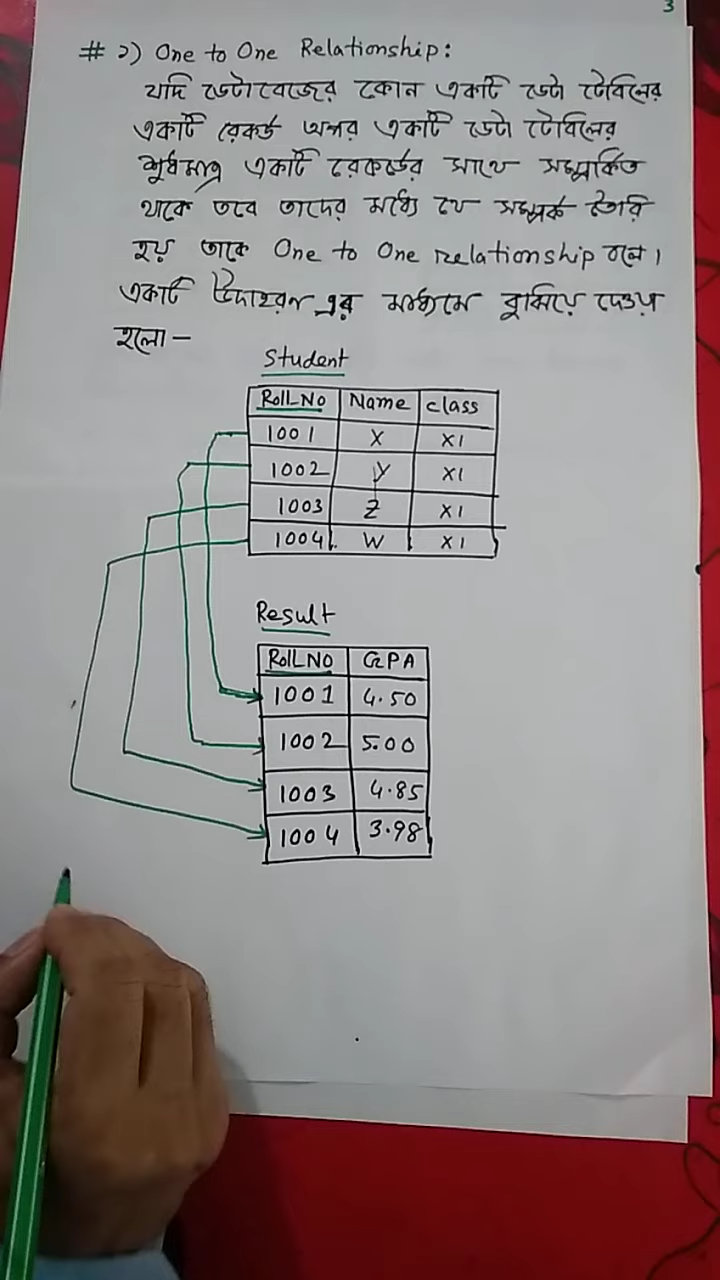 3
# ১) One to One Relationship:
যদি ডেটাবেজের কোন একটি ডেটা টেবিলের
একটি রেকর্ড অপর একটি ডেটা টেবিলের
শুধুমাত্র একটি রেকর্ডের সাথে সম্পর্কিত
থাকে তবে তাদের মধ্যে যে সম্পর্ক তৈরি
হয় তাকে One to One Relationship বলে।
একটি উদাহরণ এর মাধ্যমে বুঝিয়ে দেওয়া
হলো -
Student
Roll_No Name class
1001 X XI
1002 y XI
1003 Z XI
1004 W XI
Result
Roll_No GPA
1001 4.50
1002 5.00
1003 4.85
1004 3.98